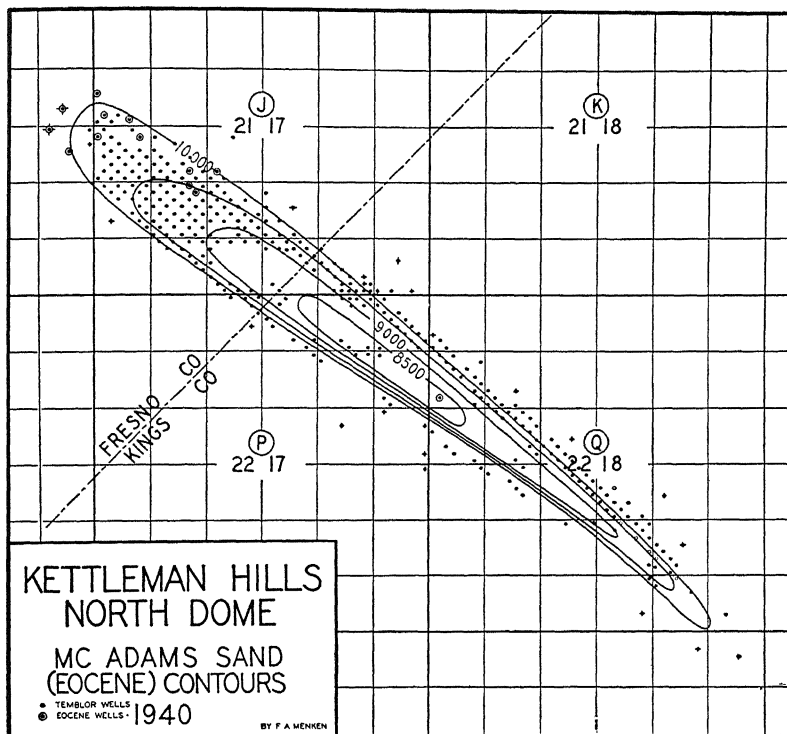 J
21 17
K
21 18
10,000
9000
8500
FRESNO CO
KINGS CO
P
22 17
Q
22 18
KETTLEMAN HILLS
NORTH DOME
MC ADAMS SAND
(EOCENE) CONTOURS
TEMBLOR WELLS
EOCENE WELLS · 1940
BY F A MENKEN